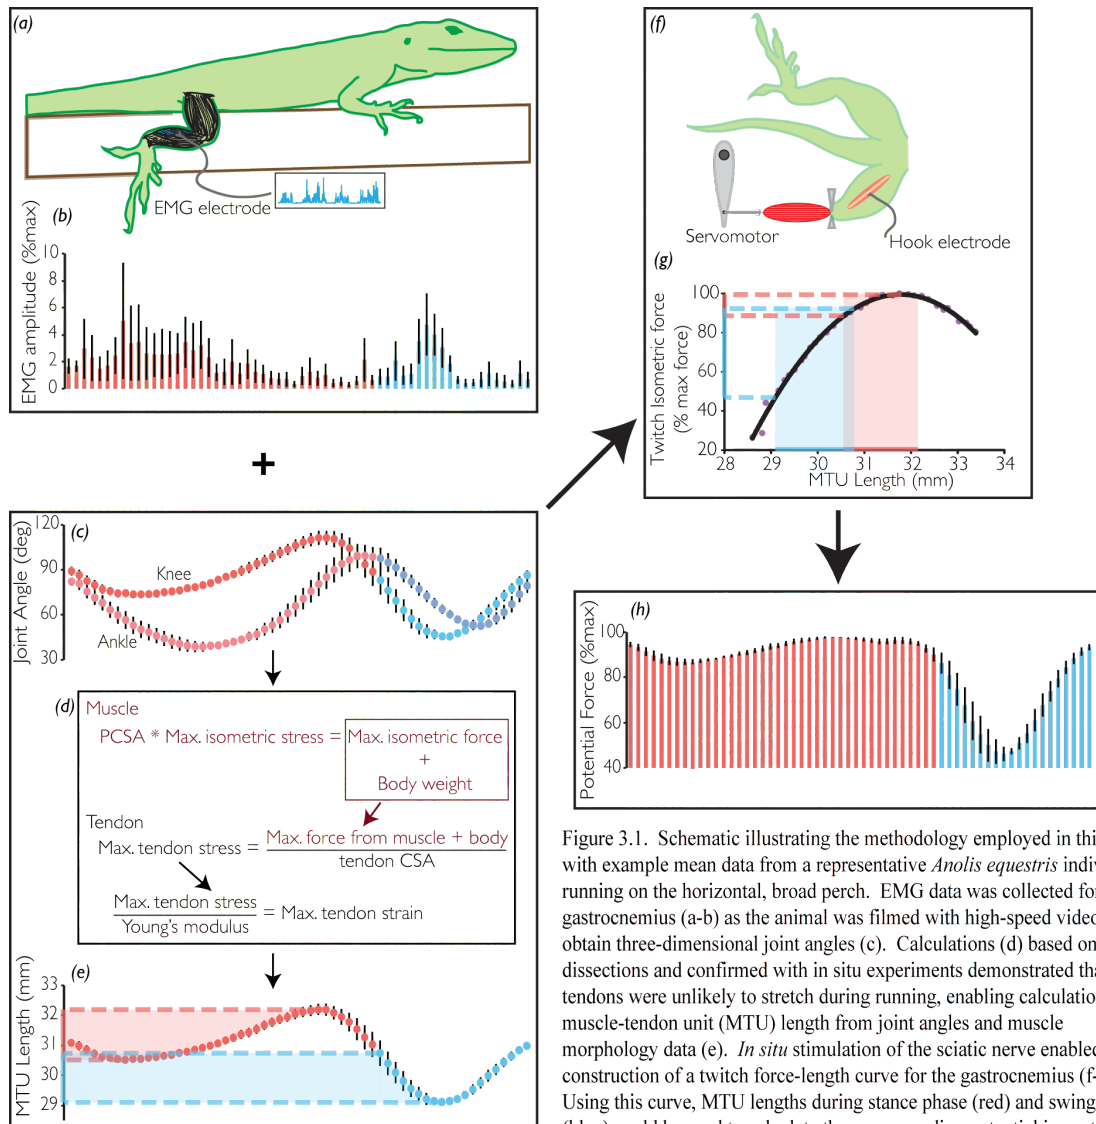 (a)
EMG electrode
(b)
EMG amplitude (%max)
10
8
6
4
2
0
+
(c)
Joint Angle (deg)
120
90
60
30
Knee
Ankle
(d)
Muscle
PCSA * Max. isometric stress = Max. isometric force
+
Body weight
Tendon
Max. tendon stress = Max. force from muscle + body
tendon CSA
Max. tendon stress
Young's modulus = Max. tendon strain
(e)
MTU Length (mm)
33
32
31
30
29
(f)
Servomotor
Hook electrode
(g)
Twitch Isometric force
(% max force)
100
80
60
40
20
28 29 30 31 32 33 34
MTU Length (mm)
(h)
Potential Force (%max)
100
80
60
40
Figure 3.1. Schematic illustrating the methodology employed in thi
with example mean data from a representative Anolis equestris indiv
running on the horizontal, broad perch. EMG data was collected for
gastrocnemius (a-b) as the animal was filmed with high-speed video
obtain three-dimensional joint angles (c). Calculations (d) based on
dissections and confirmed with in situ experiments demonstrated tha
tendons were unlikely to stretch during running, enabling calculatio
muscle-tendon unit (MTU) length from joint angles and muscle
morphology data (e). In situ stimulation of the sciatic nerve enabled
construction of a twitch force-length curve for the gastrocnemius (f-
Using this curve, MTU lengths during stance phase (red) and swing